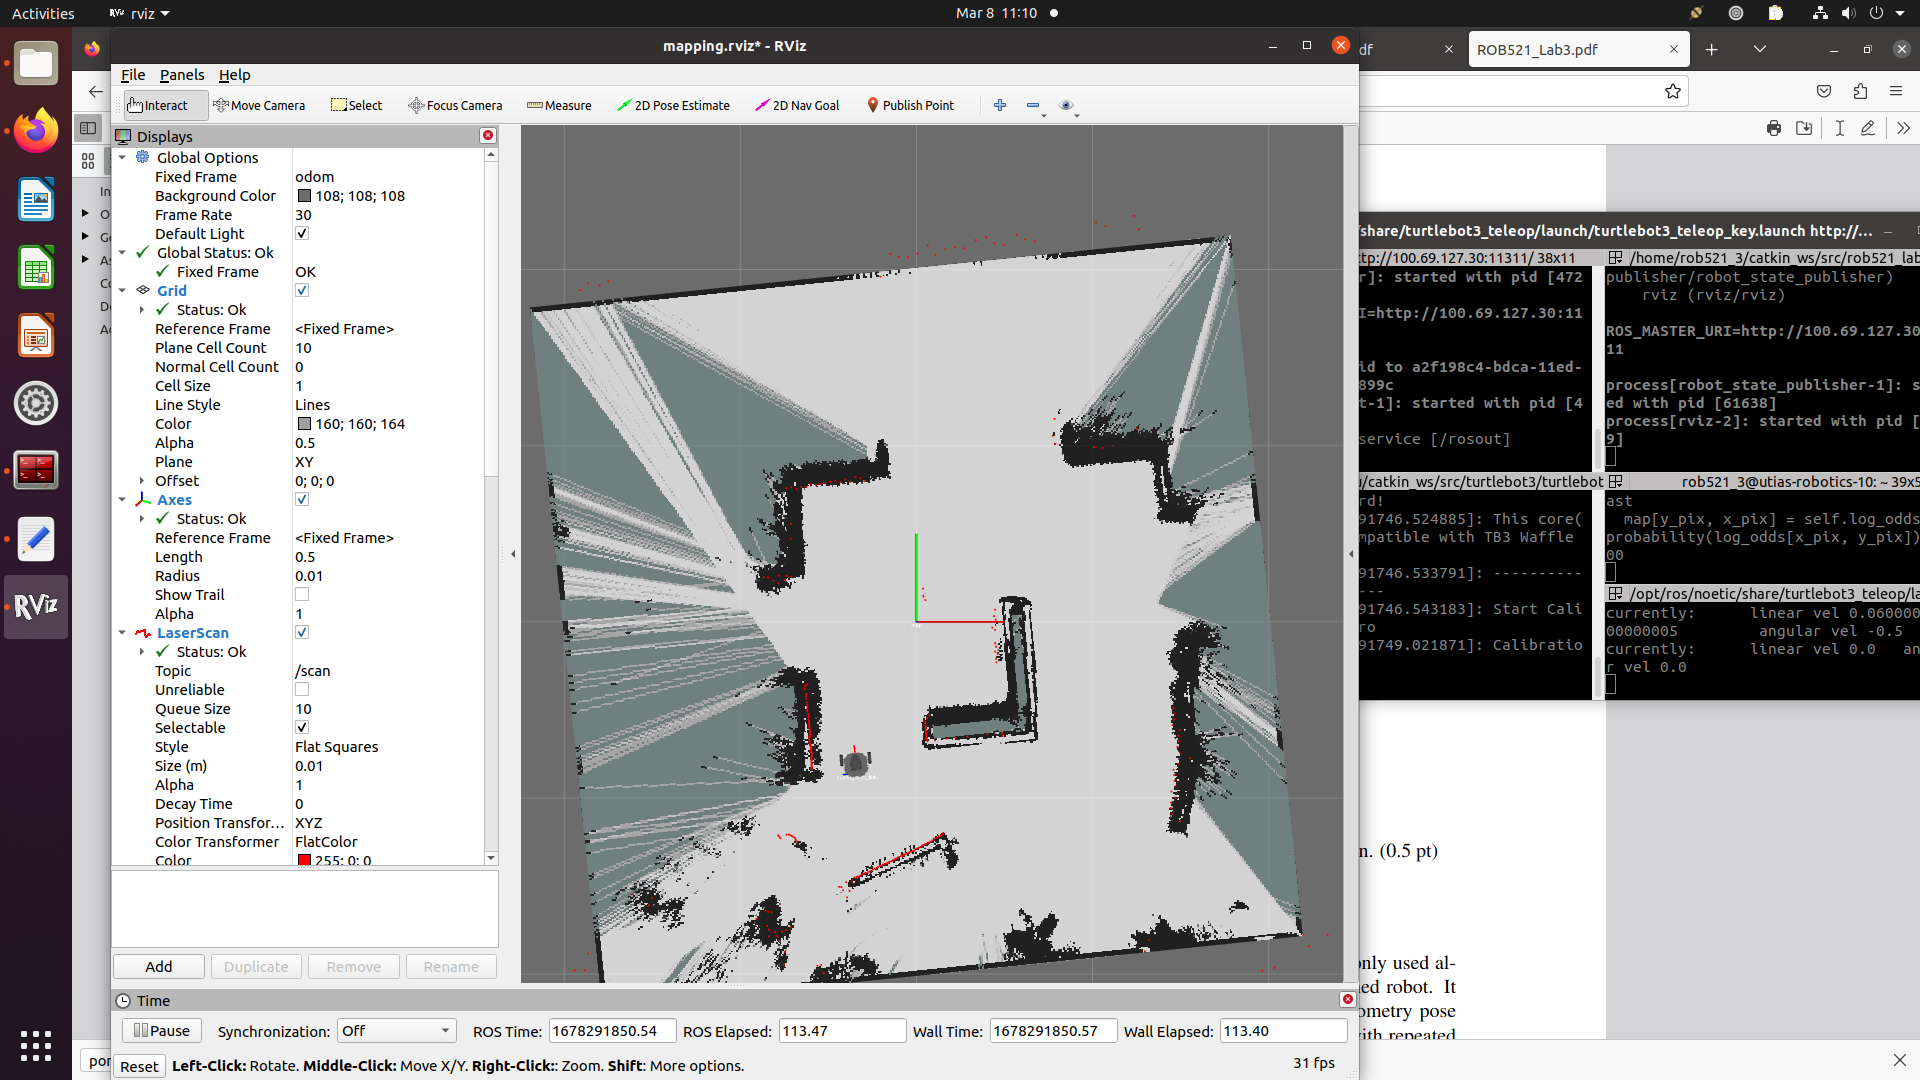 Activities
RViz rviz
Mar 8 11:10
mapping.rviz* - RViz
df
ROB521_Lab3.pdf
File Panels Help
Interact Move Camera Select Focus Camera Measure 2D Pose Estimate 2D Nav Goal Publish Point
Displays
Global Options
Fixed Frame odom
Background Color 108; 108; 108
Frame Rate 30
Default Light
Global Status: Ok
Fixed Frame OK
Grid
Status: Ok
Reference Frame <Fixed Frame>
Plane Cell Count 10
Normal Cell Count 0
Cell Size 1
Line Style Lines
Color 160; 160; 164
Alpha 0.5
Plane XY
Offset 0; 0; 0
Axes
Status: Ok
Reference Frame <Fixed Frame>
Length 0.5
Radius 0.01
Show Trail
Alpha 1
LaserScan
Status: Ok
Topic /scan
Unreliable
Queue Size 10
Selectable
Style Flat Squares
Size (m) 0.01
Alpha 1
Decay Time 0
Position Transfor... XYZ
Color Transformer FlatColor
Color 255; 0; 0
Add Duplicate Remove Rename
Time
Pause Synchronization: Off ROS Time: 1678291850.54 ROS Elapsed: 113.47 Wall Time: 1678291850.57 Wall Elapsed: 113.40
Reset Left-Click: Rotate. Middle-Click: Move X/Y. Right-Click:: Zoom. Shift: More options. 31 fps
RViz
/share/turtlebot3_teleop/launch/turtlebot3_teleop_key.launch http://...
ttp://100.69.127.30:11311/ 38x11
r]: started with pid [472
I=http://100.69.127.30:11
id to a2f198c4-bdca-11ed-
899c
t-1]: started with pid [4
service [/rosout]
/home/rob521_3/catkin_ws/src/rob521_lab
publisher/robot_state_publisher)
rviz (rviz/rviz)
ROS_MASTER_URI=http://100.69.127.30
11
process[robot_state_publisher-1]: s
ed with pid [61638]
process[rviz-2]: started with pid [
9]
u/catkin_ws/src/turtlebot3/turtlebot
rd!
91746.524885]: This core(
mpatible with TB3 Waffle
91746.533791]: ----------
---
91746.543183]: Start Cali
ro
91749.021871]: Calibratio
rob521_3@utias-robotics-10: ~ 39x5
ast
map[y_pix, x_pix] = self.log_odds
probability(log_odds[x_pix, y_pix])
00
/opt/ros/noetic/share/turtlebot3_teleop/la
currently: linear vel 0.060000
00000005 angular vel -0.5
currently: linear vel 0.0 an
r vel 0.0
n. (0.5 pt)
only used al-
ed robot. It
ometry pose
ith repeated
por